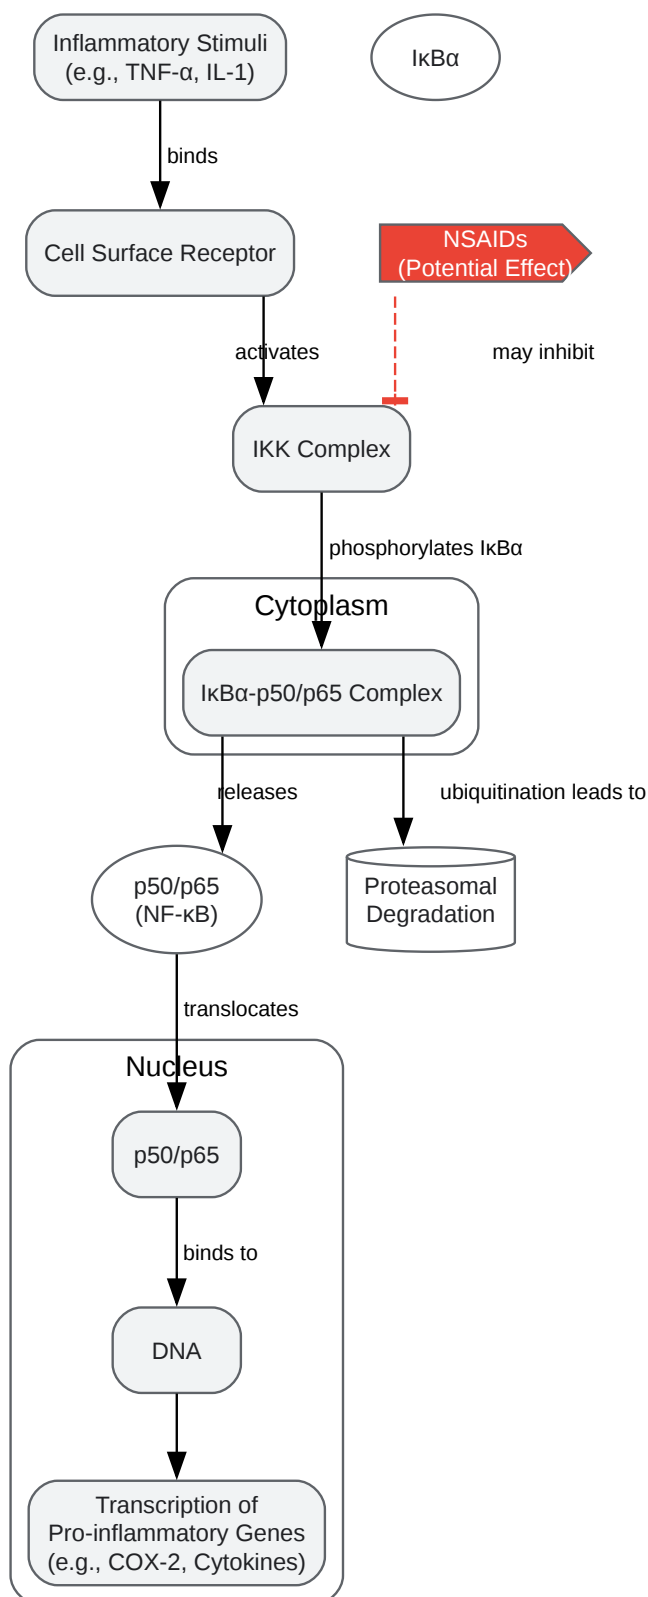 Inflammatory Stimuli
(e.g., TNF-α, IL-1)
IκBα
binds
Cell Surface Receptor
NSAIDs
(Potential Effect)
activates
may inhibit
IKK Complex
phosphorylates IκBα
Cytoplasm
IκBα-p50/p65 Complex
releases
ubiquitination leads to
p50/p65
(NF-κB)
Proteasomal
Degradation
translocates
Nucleus
p50/p65
binds to
DNA
Transcription of
Pro-inflammatory Genes
(e.g., COX-2, Cytokines)